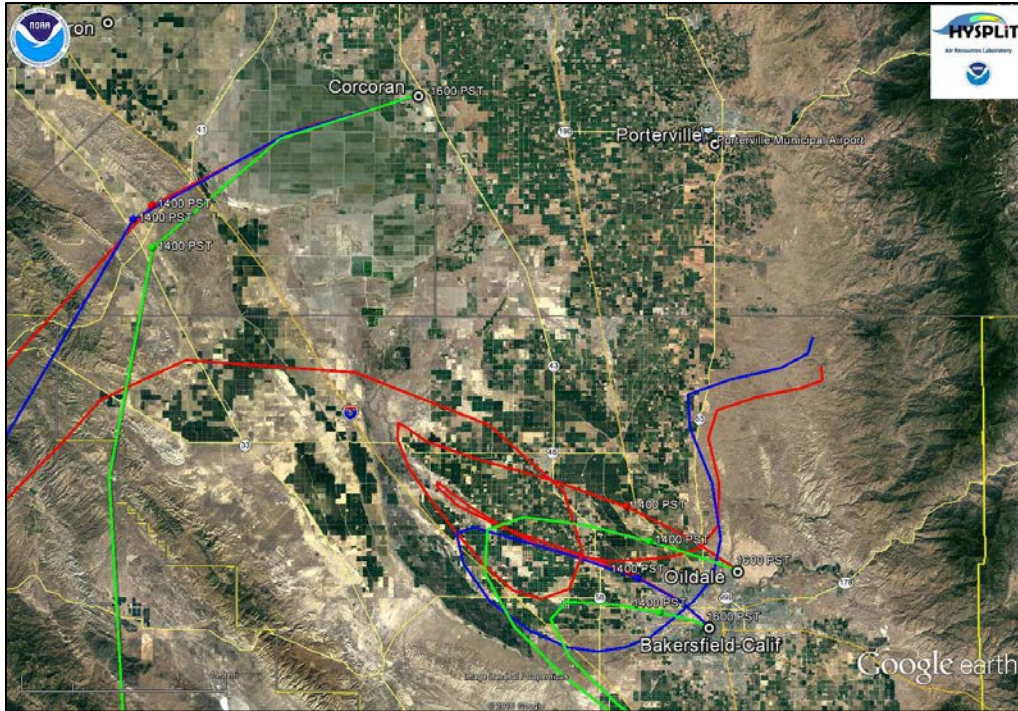 NOAA
ron
HYSPLIT
Air Resources Laboratory
Corcoran
1600 PST
41
190
Porterville
Porterville Municipal Airport
1400 PST
1400 PST
1400 PST
43
65
5
33
46
1400 PST
1400 PST
1600 PST
1400 PST
Oildale
178
58
1400 PST
1600 PST
Bakersfield-Calif
Google earth